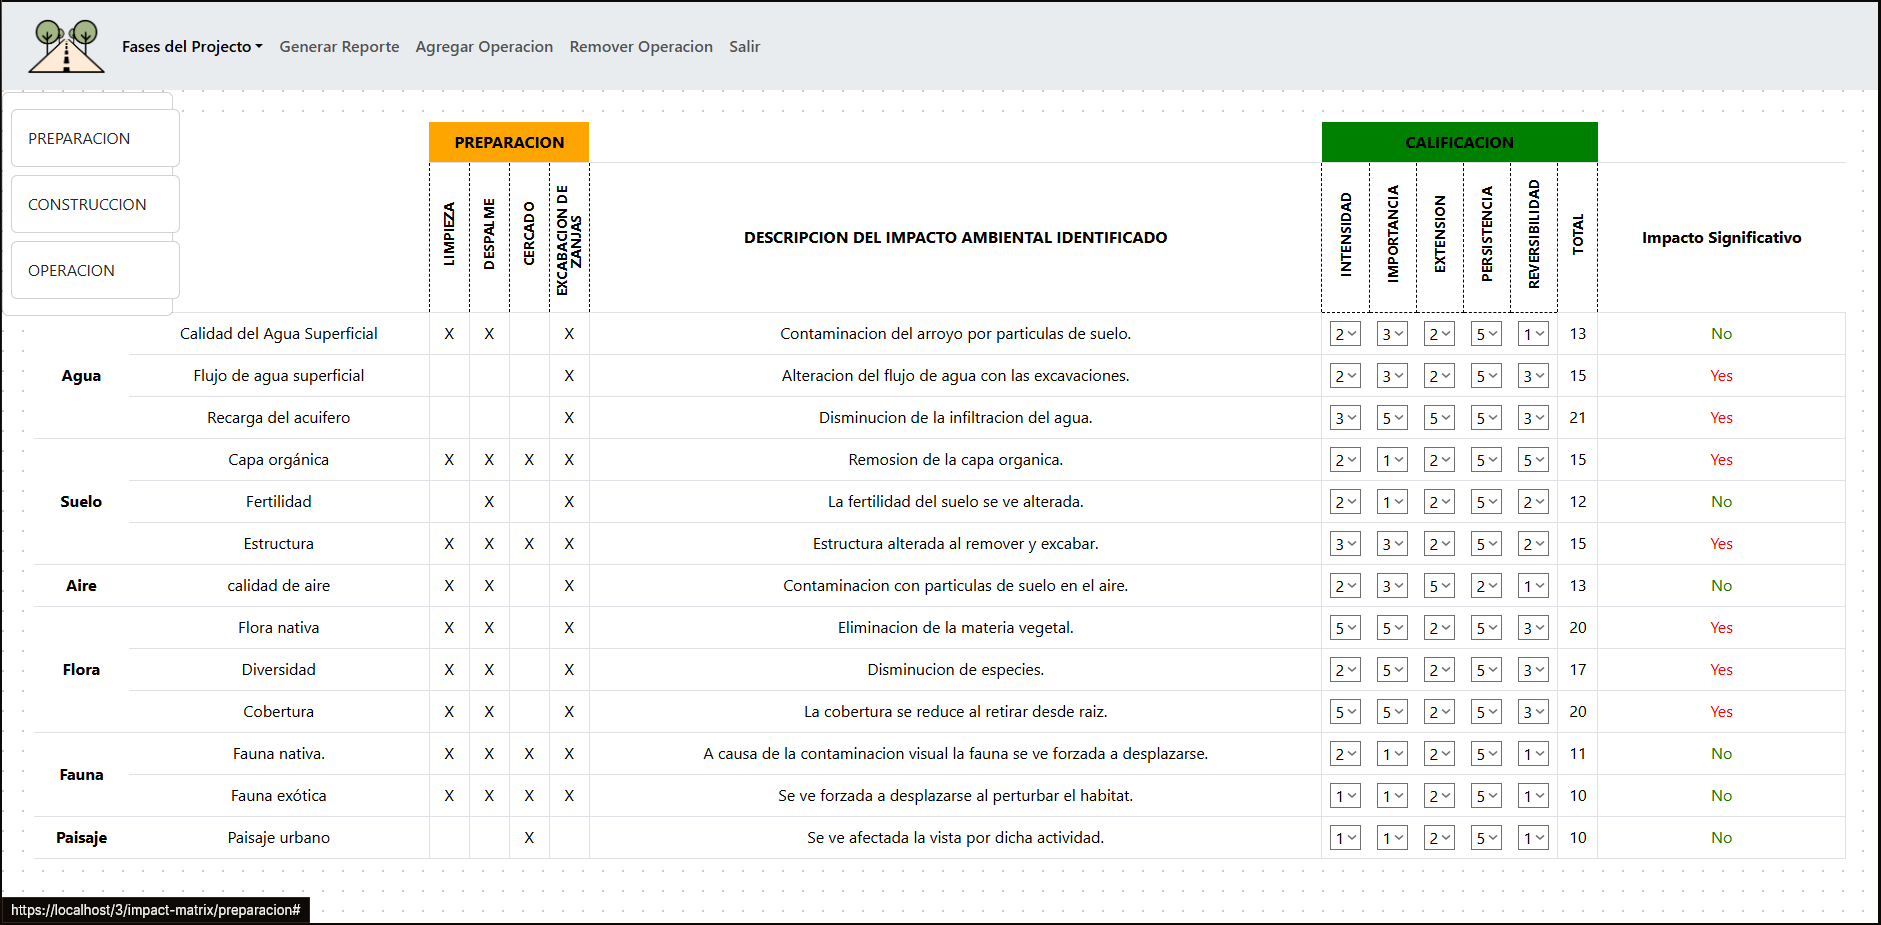 Fases del Projecto Generar Reporte Agregar Operacion Remover Operacion Salir
PREPARACION
CONSTRUCCION
OPERACION
PREPARACION CALIFICACION
LIMPIEZA
DESPALME
CERCADO
EXCABACION DE
ZANJAS
DESCRIPCION DEL IMPACTO AMBIENTAL IDENTIFICADO
INTENSIDAD
IMPORTANCIA
EXTENSION
PERSISTENCIA
REVERSIBILIDAD
TOTAL
Impacto Significativo
Agua
Calidad del Agua Superficial X X X Contaminacion del arroyo por particulas de suelo. 2 3 2 5 1 13 No
Flujo de agua superficial X Alteracion del flujo de agua con las excavaciones. 2 3 2 5 3 15 Yes
Recarga del acuifero X Disminucion de la infiltracion del agua. 3 5 5 5 3 21 Yes
Suelo
Capa orgánica X X X X Remosion de la capa organica. 2 1 2 5 5 15 Yes
Fertilidad X X La fertilidad del suelo se ve alterada. 2 1 2 5 2 12 No
Estructura X X X X Estructura alterada al remover y excabar. 3 3 2 5 2 15 Yes
Aire calidad de aire X X X Contaminacion con particulas de suelo en el aire. 2 3 5 2 1 13 No
Flora
Flora nativa X X X Eliminacion de la materia vegetal. 5 5 2 5 3 20 Yes
Diversidad X X X Disminucion de especies. 2 5 2 5 3 17 Yes
Cobertura X X X La cobertura se reduce al retirar desde raiz. 5 5 2 5 3 20 Yes
Fauna
Fauna nativa. X X X X A causa de la contaminacion visual la fauna se ve forzada a desplazarse. 2 1 2 5 1 11 No
Fauna exótica X X X X Se ve forzada a desplazarse al perturbar el habitat. 1 1 2 5 1 10 No
Paisaje Paisaje urbano X Se ve afectada la vista por dicha actividad. 1 1 2 5 1 10 No
https://localhost/3/impact-matrix/preparacion#